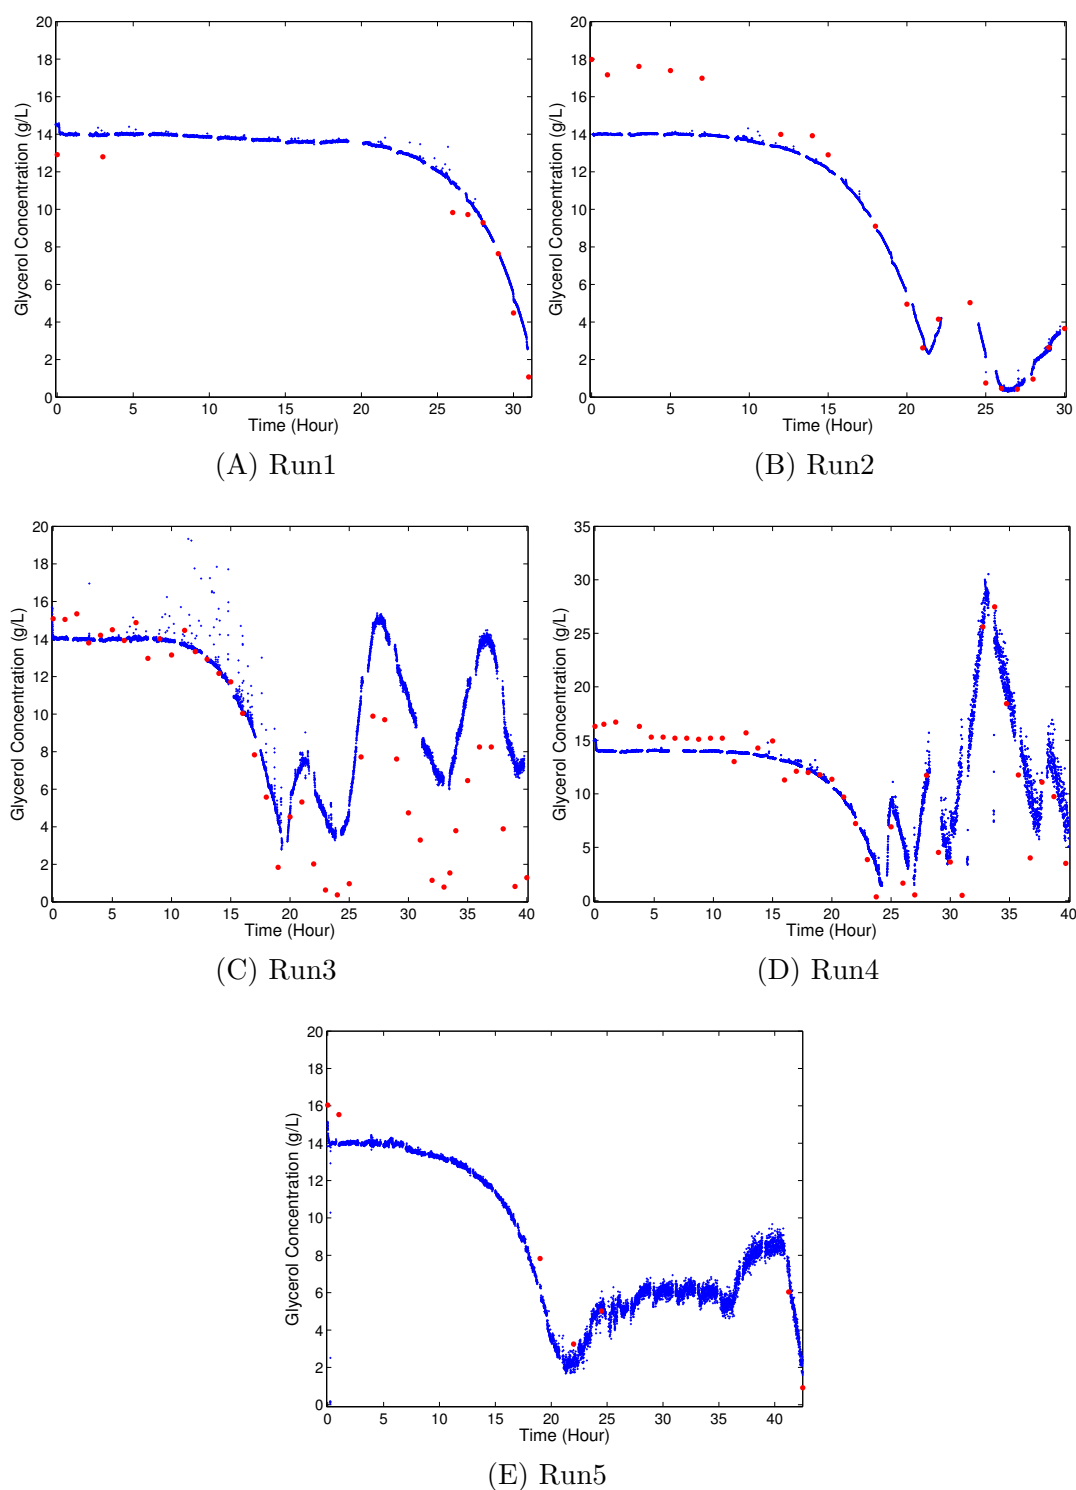 20
18
16
14
12
10
8
6
4
2
0
Glycerol Concentration (g/L)
0 5 10 15 20 25 30
Time (Hour)
(A) Run1
20
18
16
14
12
10
8
6
4
2
0
Glycerol Concentration (g/L)
0 5 10 15 20 25 30
Time (Hour)
(B) Run2
20
18
16
14
12
10
8
6
4
2
0
Glycerol Concentration (g/L)
0 5 10 15 20 25 30 35 40
Time (Hour)
(C) Run3
35
30
25
20
15
10
5
0
Glycerol Concentration (g/L)
0 5 10 15 20 25 30 35 40
Time (Hour)
(D) Run4
20
18
16
14
12
10
8
6
4
2
0
Glycerol Concentration (g/L)
0 5 10 15 20 25 30 35 40
Time (Hour)
(E) Run5